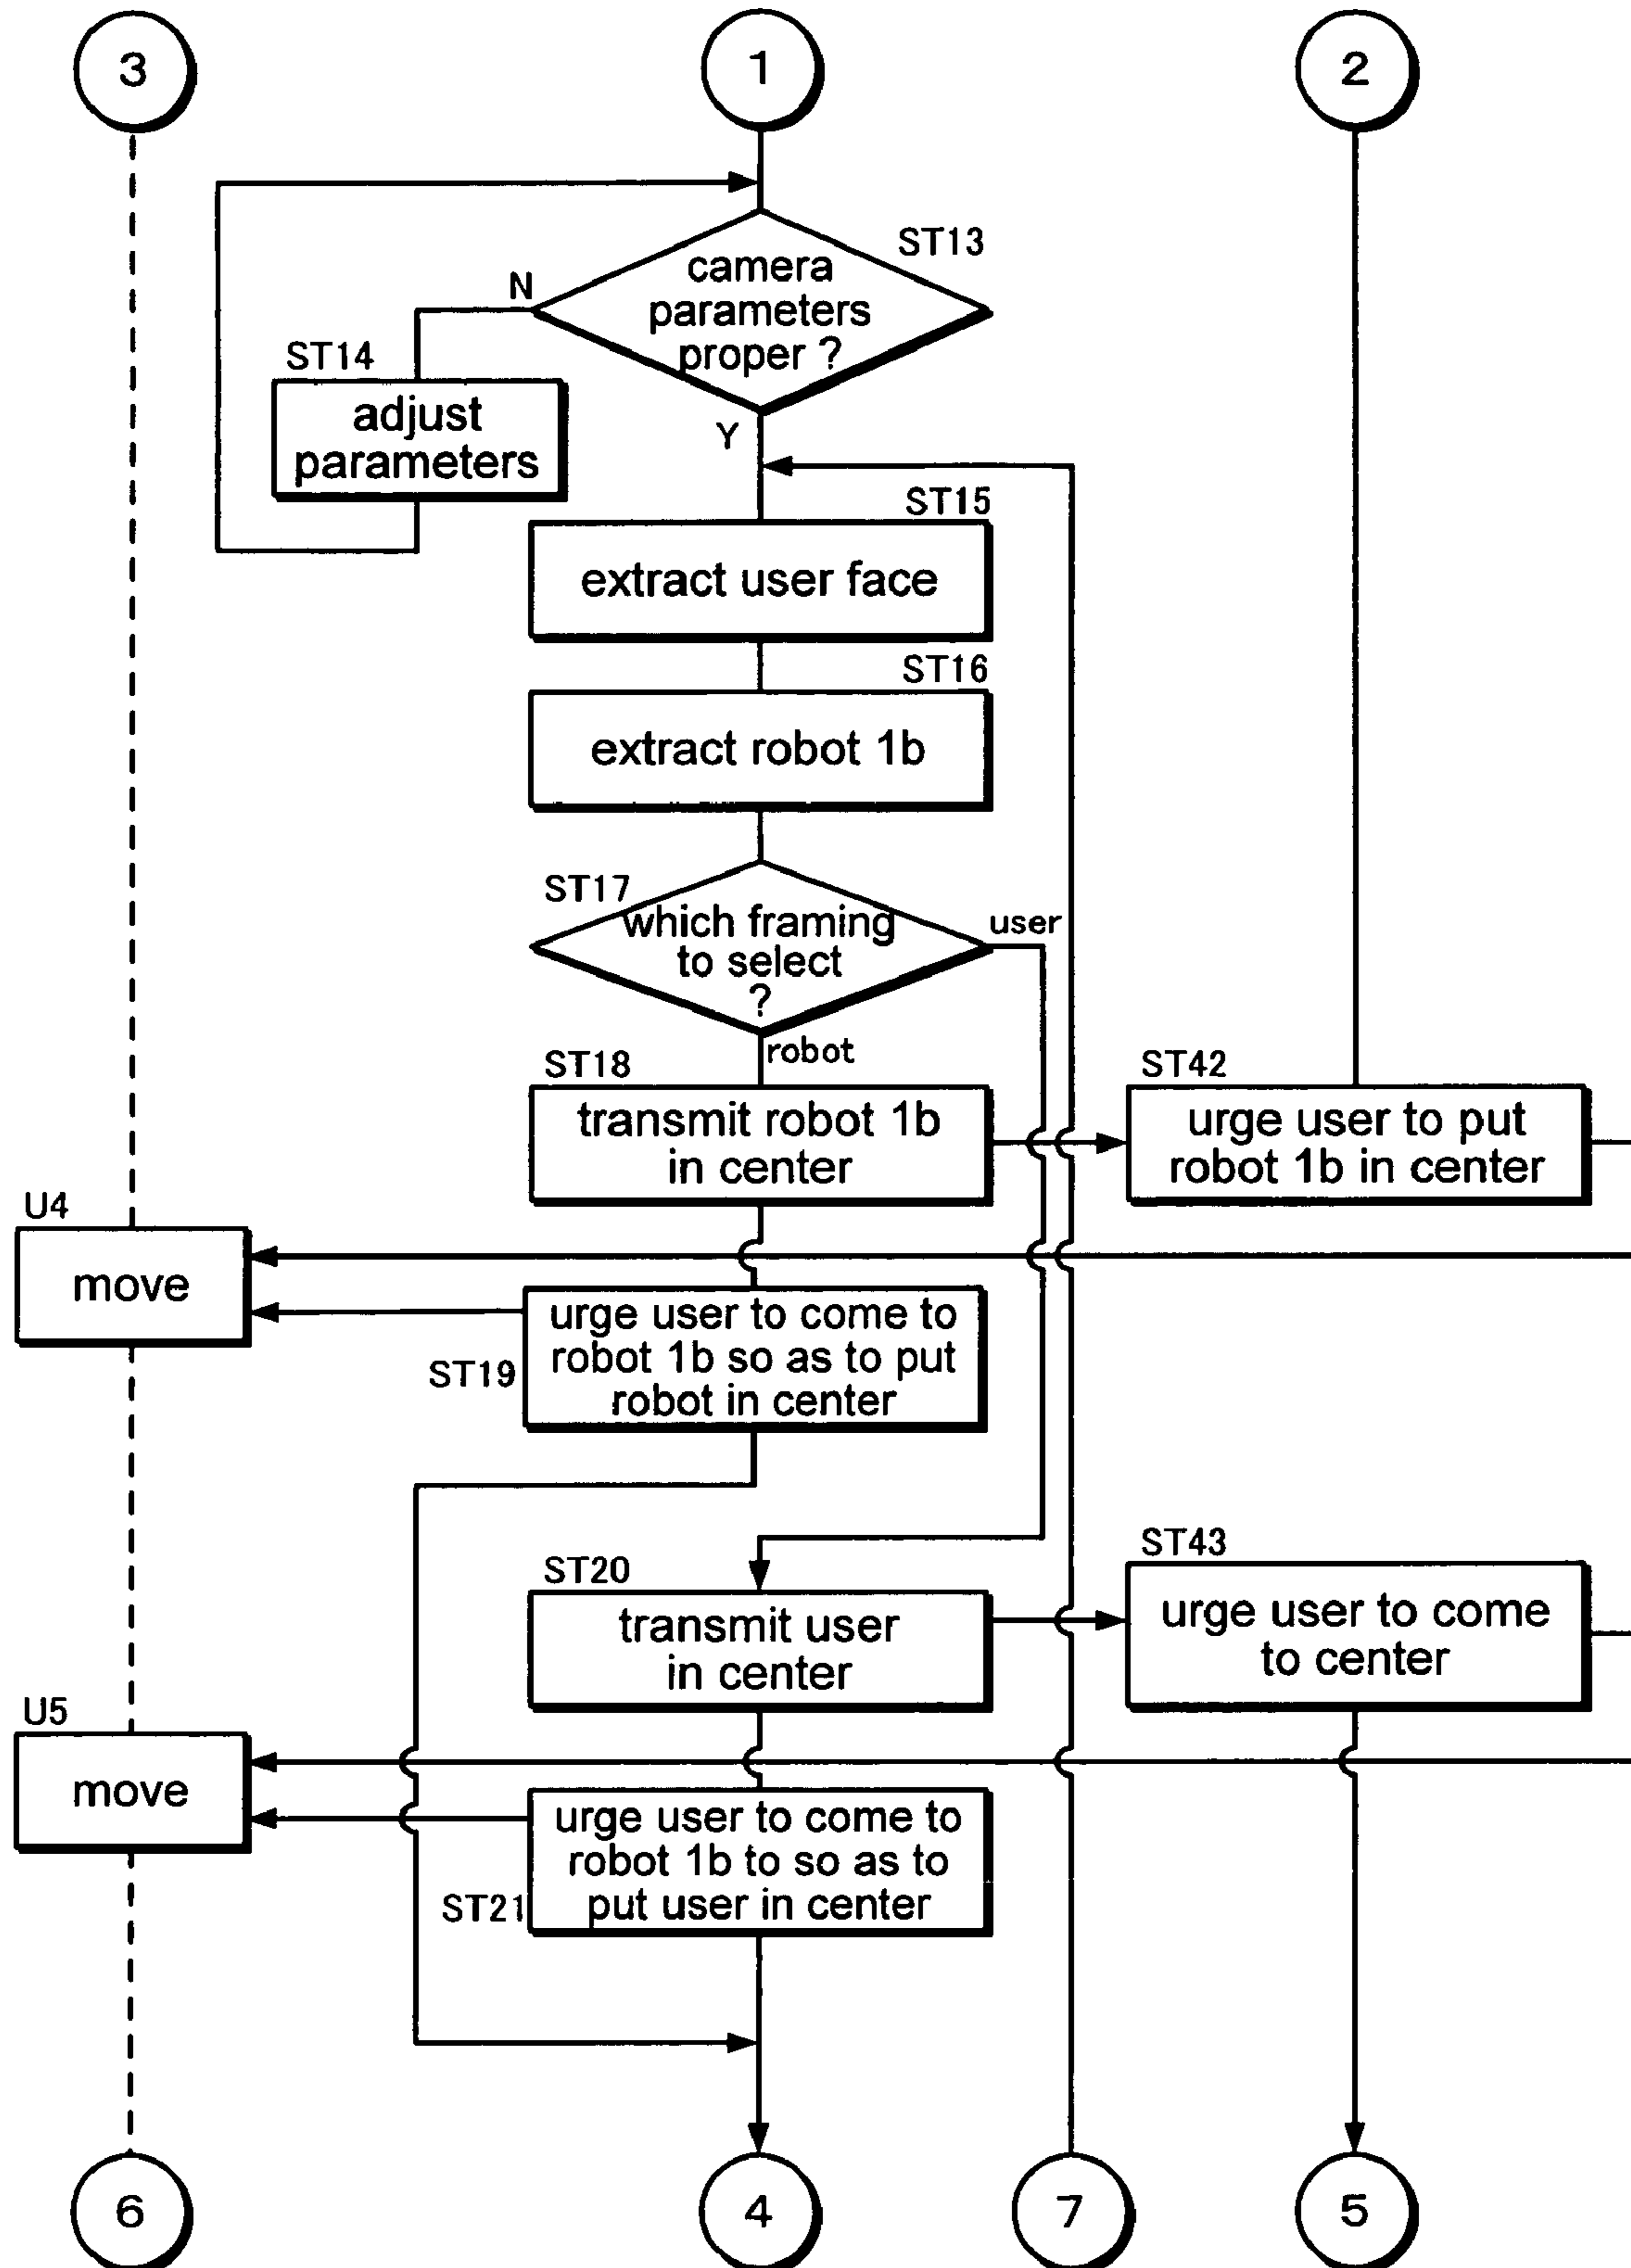 3
1
2
ST13
camera
parameters
proper ?
N
Y
ST14
adjust
parameters
ST15
extract user face
ST16
extract robot 1b
ST17
which framing
to select
?
user
robot
ST18
transmit robot 1b
in center
ST42
urge user to put
robot 1b in center
U4
move
ST19
urge user to come to
robot 1b so as to put
robot in center
ST20
transmit user
in center
ST43
urge user to come
to center
U5
move
ST21
urge user to come to
robot 1b to so as to
put user in center
6
4
7
5